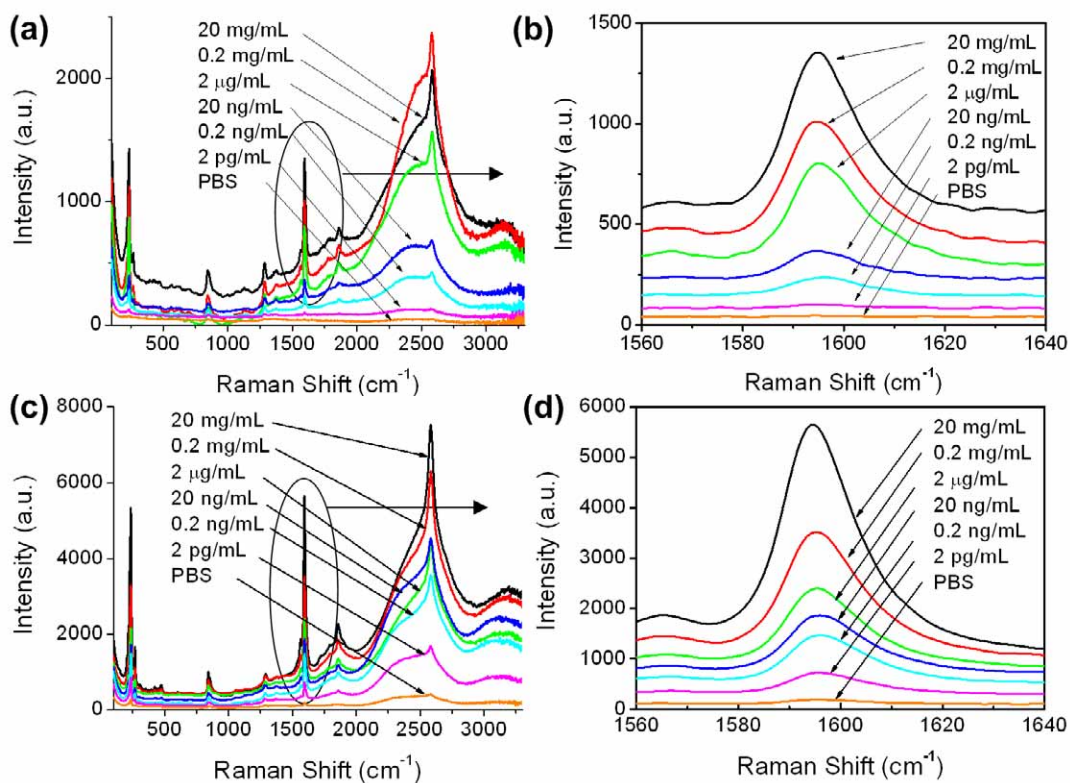 (a)
Intensity (a.u.)
2000
1000
0
20 mg/mL
0.2 mg/mL
2 μg/mL
20 ng/mL
0.2 ng/mL
2 pg/mL
PBS
500 1000 1500 2000 2500 3000
Raman Shift (cm⁻¹)
(b)
Intensity (a.u.)
1500
1000
500
0
20 mg/mL
0.2 mg/mL
2 μg/mL
20 ng/mL
0.2 ng/mL
2 pg/mL
PBS
1560 1580 1600 1620 1640
Raman Shift (cm⁻¹)
(c)
Intensity (a.u.)
8000
6000
4000
2000
0
20 mg/mL
0.2 mg/mL
2 μg/mL
20 ng/mL
0.2 ng/mL
2 pg/mL
PBS
500 1000 1500 2000 2500 3000
Raman Shift (cm⁻¹)
(d)
Intensity (a.u.)
6000
5000
4000
3000
2000
1000
0
20 mg/mL
0.2 mg/mL
2 μg/mL
20 ng/mL
0.2 ng/mL
2 pg/mL
PBS
1560 1580 1600 1620 1640
Raman Shift (cm⁻¹)